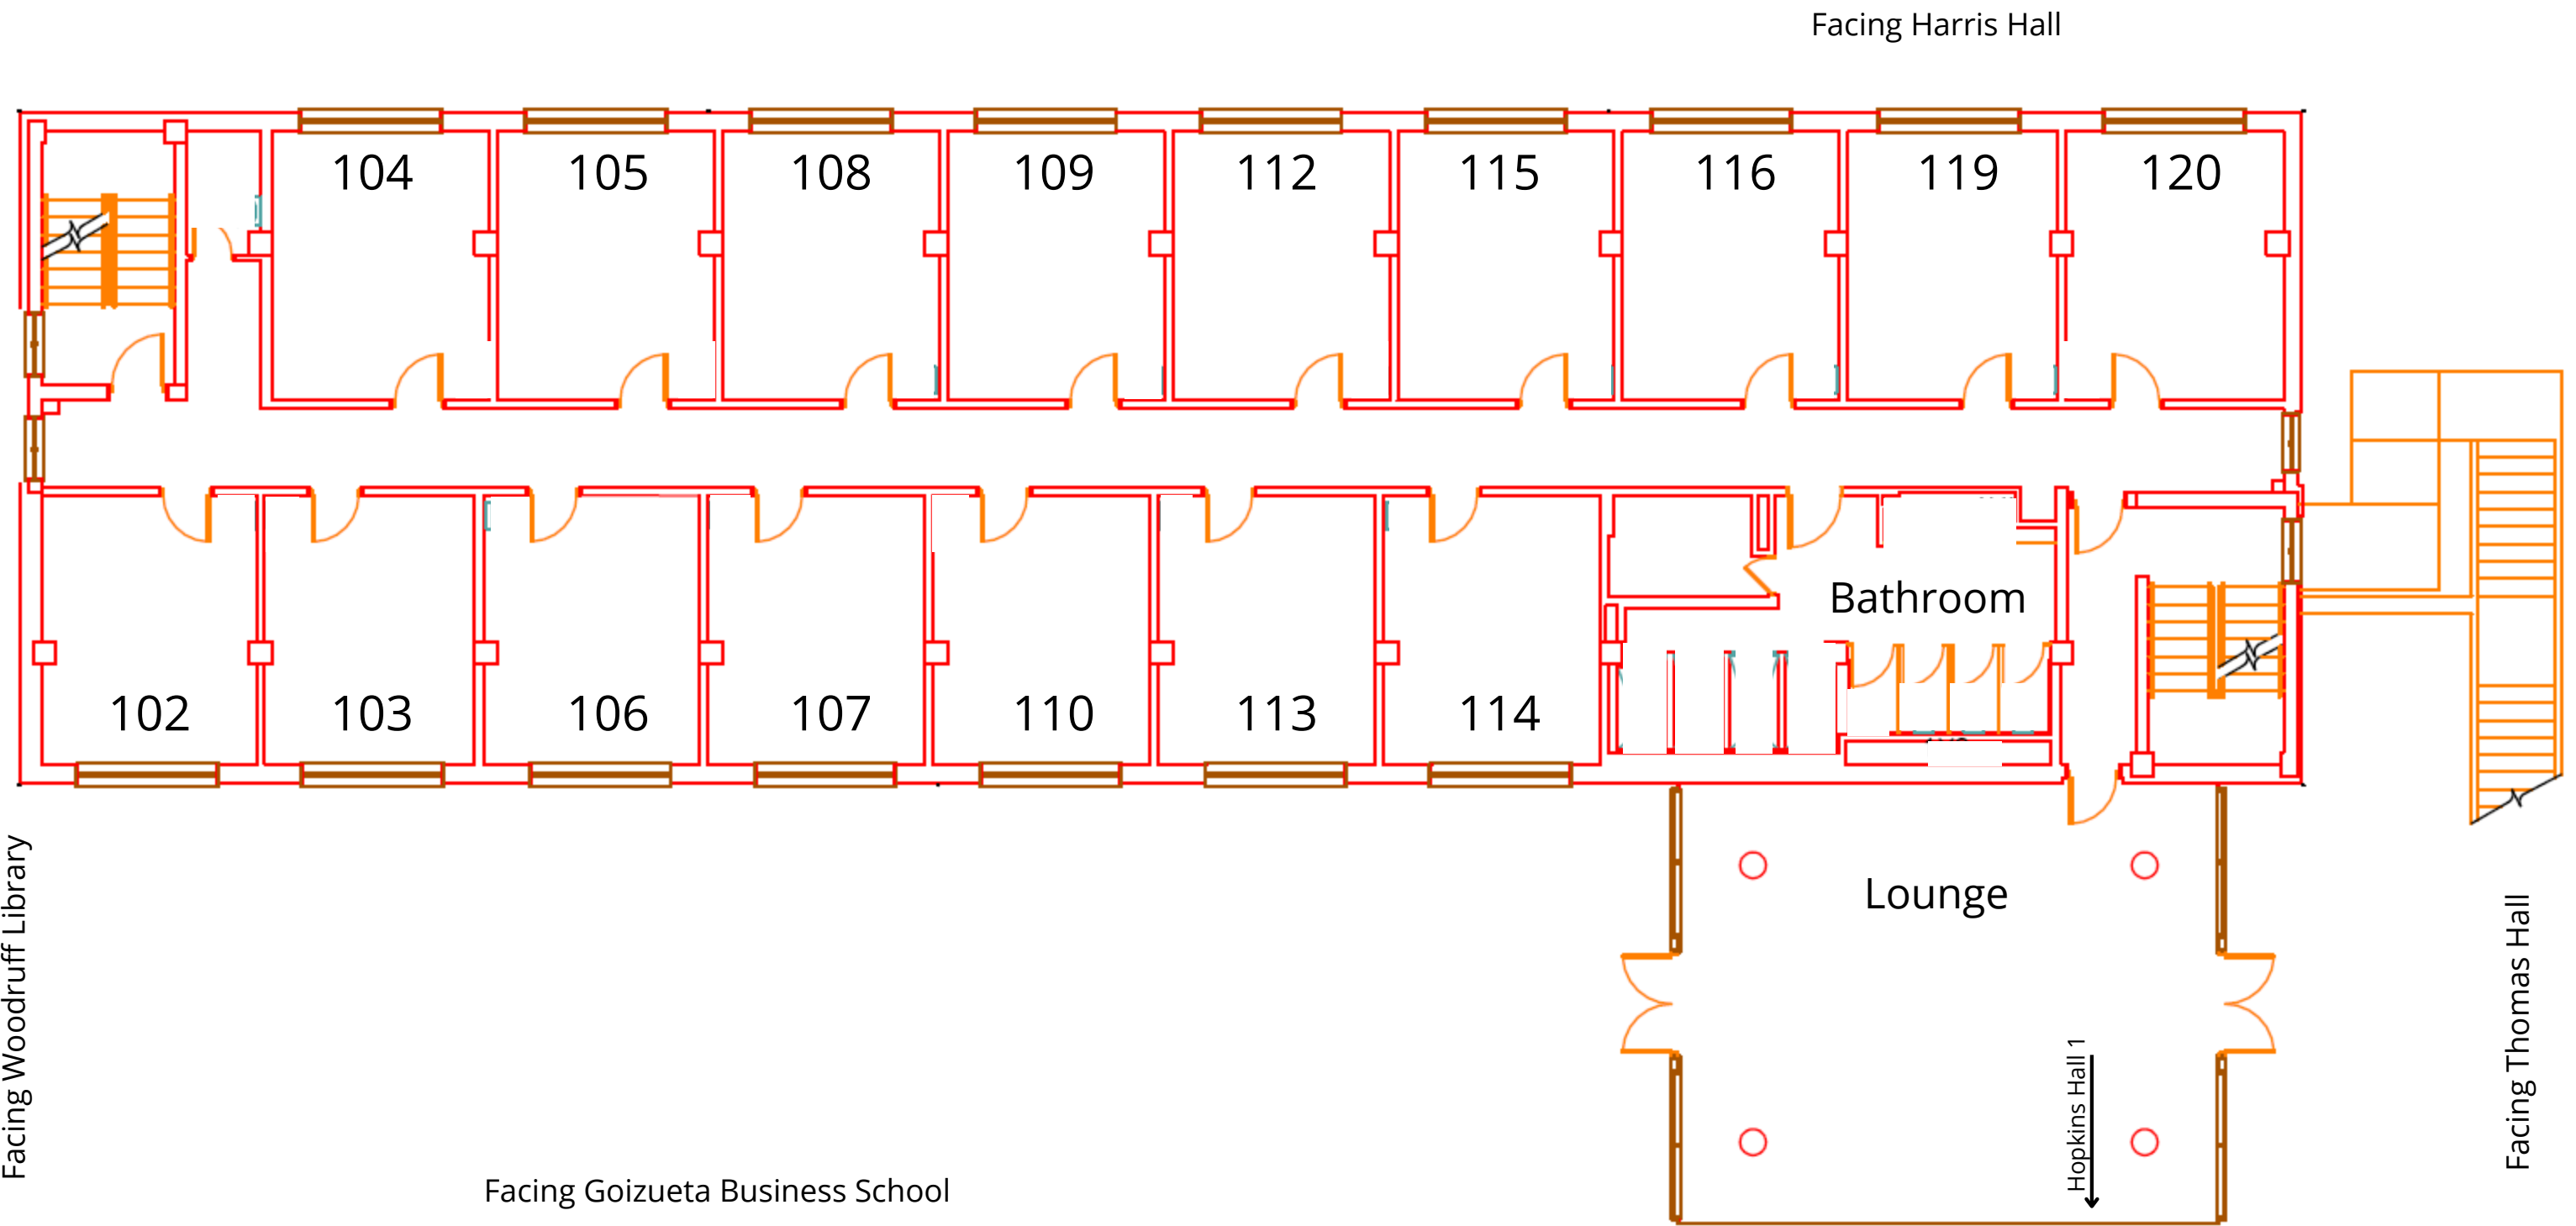 Facing Harris Hall
104
105
108
109
112
115
116
119
120
Bathroom
102
103
106
107
110
113
114
Lounge
Facing Woodruff Library
Facing Thomas Hall
Hopkins Hall 1
Facing Goizueta Business School